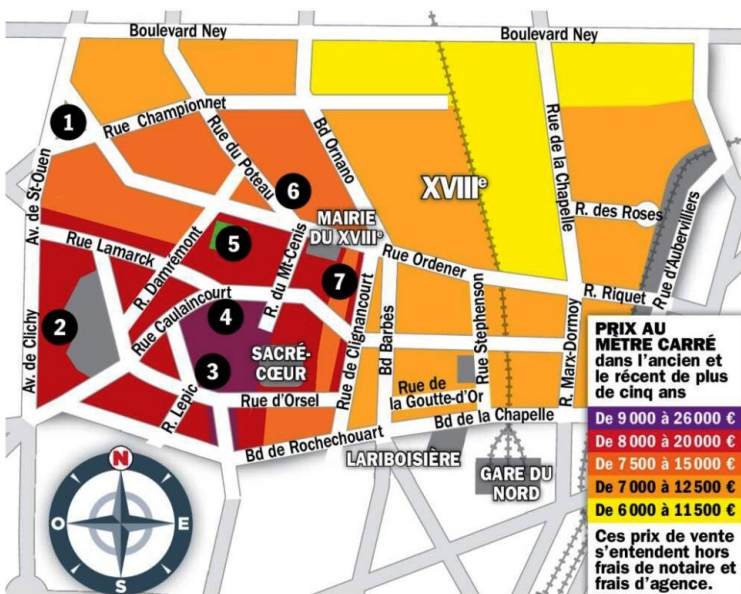 Boulevard Ney
Boulevard Ney
1
Rue Championnet
Rue du Poteau
Bd Ornano
Rue de la Chapelle
Av. de St-Ouen
6
XVIIIe
MAIRIE
DU XVIIIe
R. des Roses
Rue d'Aubervilliers
5
Rue Lamarck
R. Damrémont
R. du Mt-Cenis
7
Rue Ordener
R. Riquet
2
Av. de Clichy
Rue Caulaincourt
4
3
SACRÉ-
CŒUR
Rue de Clignancourt
Bd Barbès
Rue Stephenson
R. Marx-Dormoy
R. Lepic
Rue d'Orsel
Rue de
la Goutte-d'Or
Bd de la Chapelle
Bd de Rochechouart
LARIBOISIÈRE
GARE DU
NORD
N
O
E
S
PRIX AU
MÈTRE CARRÉ
dans l'ancien et
le récent de plus
de cinq ans
De 9 000 à 26 000 €
De 8 000 à 20 000 €
De 7 500 à 15 000 €
De 7 000 à 12 500 €
De 6 000 à 11 500 €
Ces prix de vente
s'entendent hors
frais de notaire et
frais d'agence.